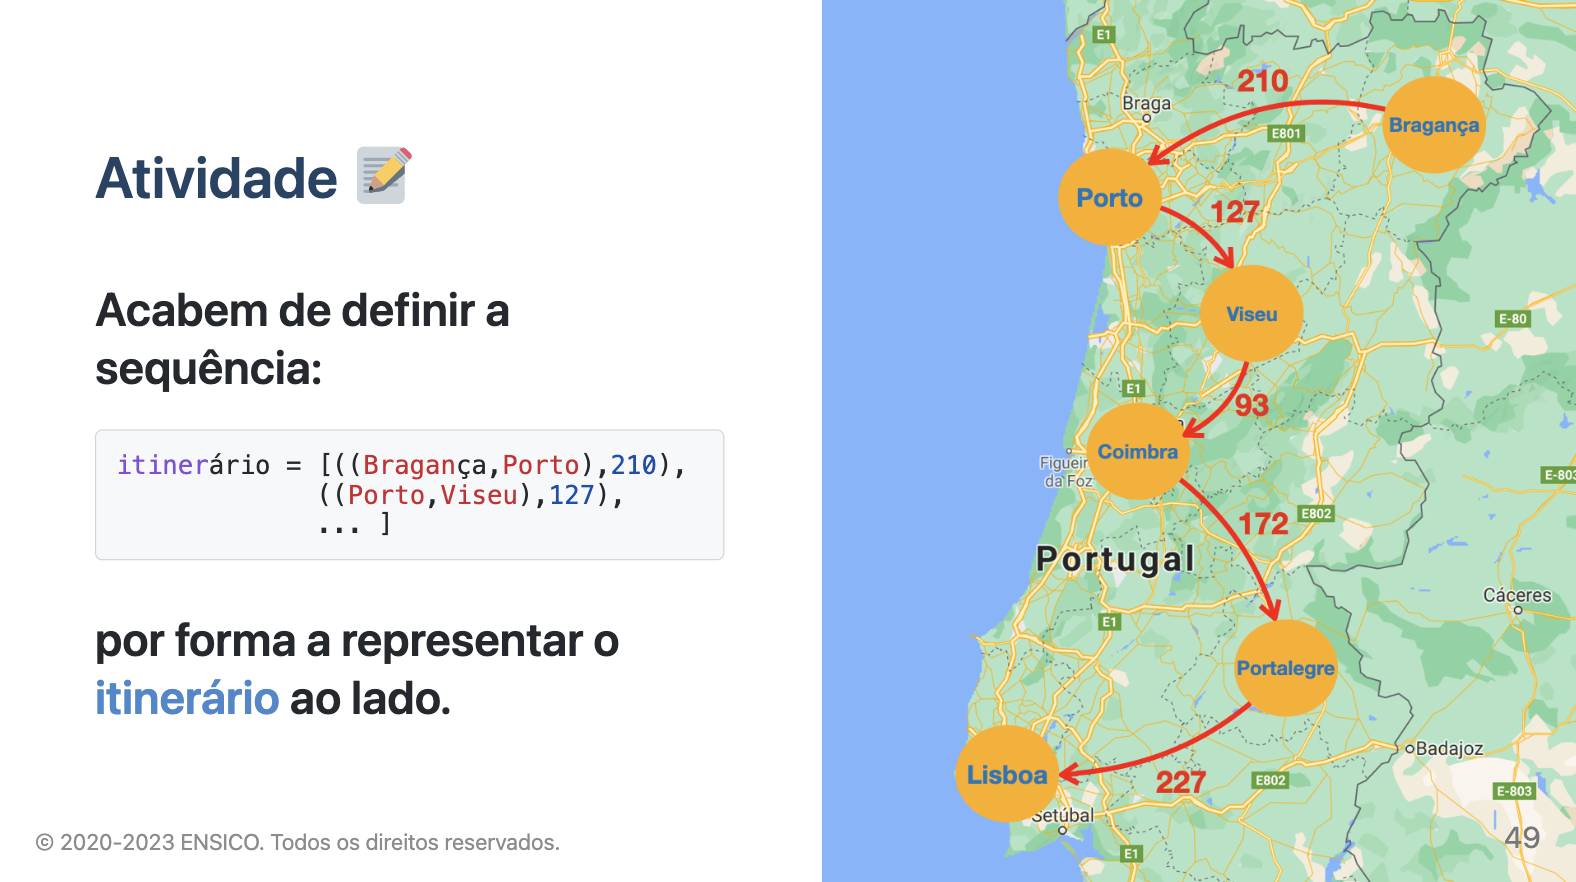 Atividade
Acabem de definir a
sequência:
itinerário = [((Bragança,Porto),210),
((Porto,Viseu),127),
... ]
por forma a representar o
itinerário ao lado.
© 2020-2023 ENSICO. Todos os direitos reservados.
E1
210
Braga
Bragança
E801
Porto
127
Viseu
E-80
E1
93
Coimbra
Figueir
da Foz
E-803
172
E802
Portugal
Cáceres
E1
Portalegre
Badajoz
Lisboa
227
E802
E-803
Setúbal
49
E1